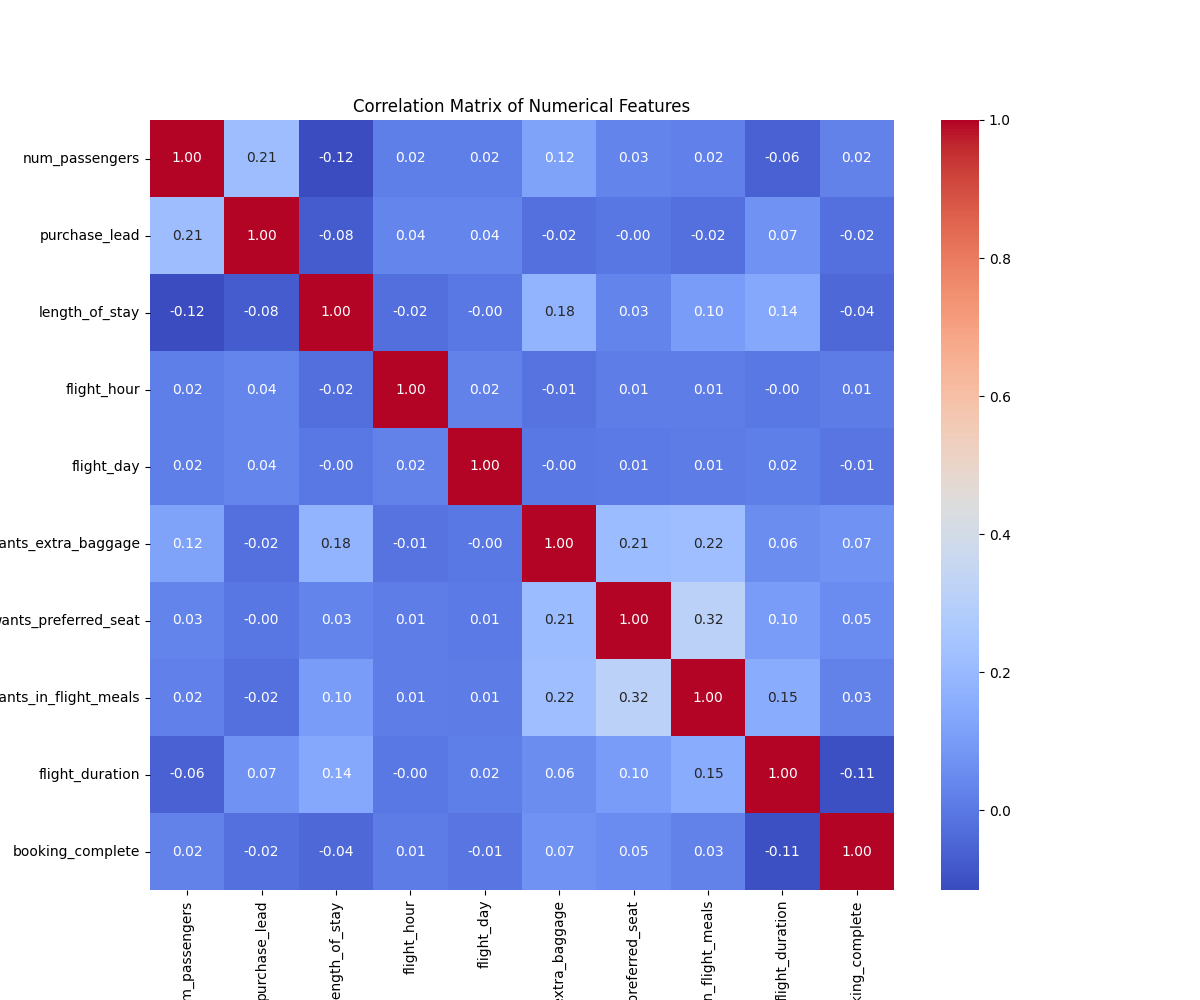 Correlation Matrix of Numerical Features
num_passengers 1.00 0.21 -0.12 0.02 0.02 0.12 0.03 0.02 -0.06 0.02
purchase_lead 0.21 1.00 -0.08 0.04 0.04 -0.02 -0.00 -0.02 0.07 -0.02
length_of_stay -0.12 -0.08 1.00 -0.02 -0.00 0.18 0.03 0.10 0.14 -0.04
flight_hour 0.02 0.04 -0.02 1.00 0.02 -0.01 0.01 0.01 -0.00 0.01
flight_day 0.02 0.04 -0.00 0.02 1.00 -0.00 0.01 0.01 0.02 -0.01
ants_extra_baggage 0.12 -0.02 0.18 -0.01 -0.00 1.00 0.21 0.22 0.06 0.07
wants_preferred_seat 0.03 -0.00 0.03 0.01 0.01 0.21 1.00 0.32 0.10 0.05
ants_in_flight_meals 0.02 -0.02 0.10 0.01 0.01 0.22 0.32 1.00 0.15 0.03
flight_duration -0.06 0.07 0.14 -0.00 0.02 0.06 0.10 0.15 1.00 -0.11
booking_complete 0.02 -0.02 -0.04 0.01 -0.01 0.07 0.05 0.03 -0.11 1.00
m_passengers
purchase_lead
ength_of_stay
flight_hour
flight_day
extra_baggage
preferred_seat
n_flight_meals
flight_duration
king_complete
1.0
0.8
0.6
0.4
0.2
0.0